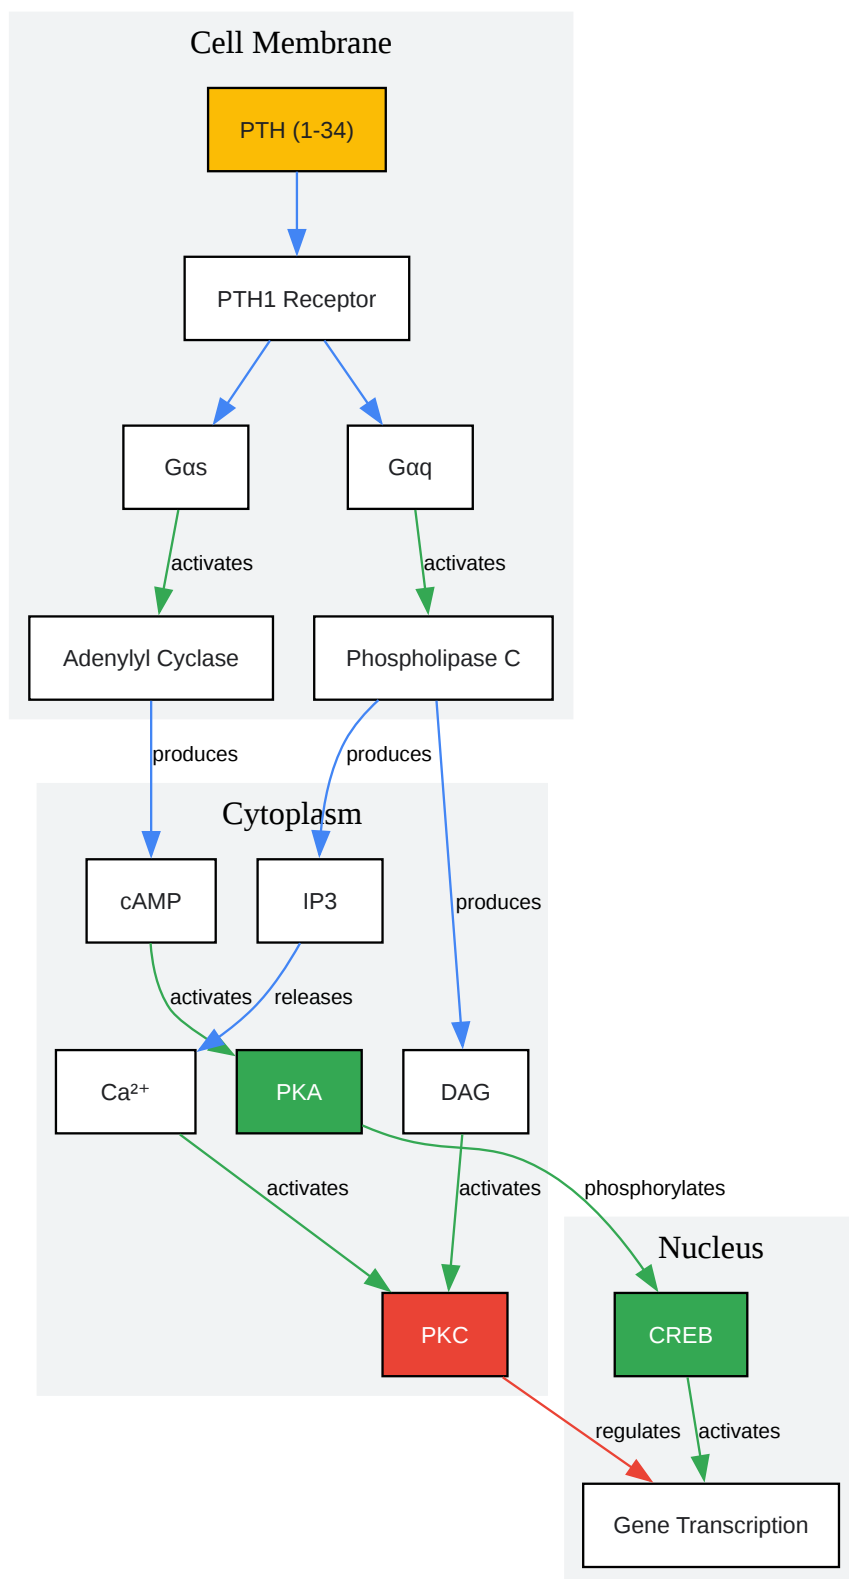 Cell Membrane
PTH (1-34)
PTH1 Receptor
Gαs
Gαq
activates
activates
Adenylyl Cyclase
Phospholipase C
produces
produces
Cytoplasm
cAMP
IP3
produces
activates
releases
Ca²⁺
PKA
DAG
activates
activates
phosphorylates
Nucleus
PKC
CREB
regulates
activates
Gene Transcription